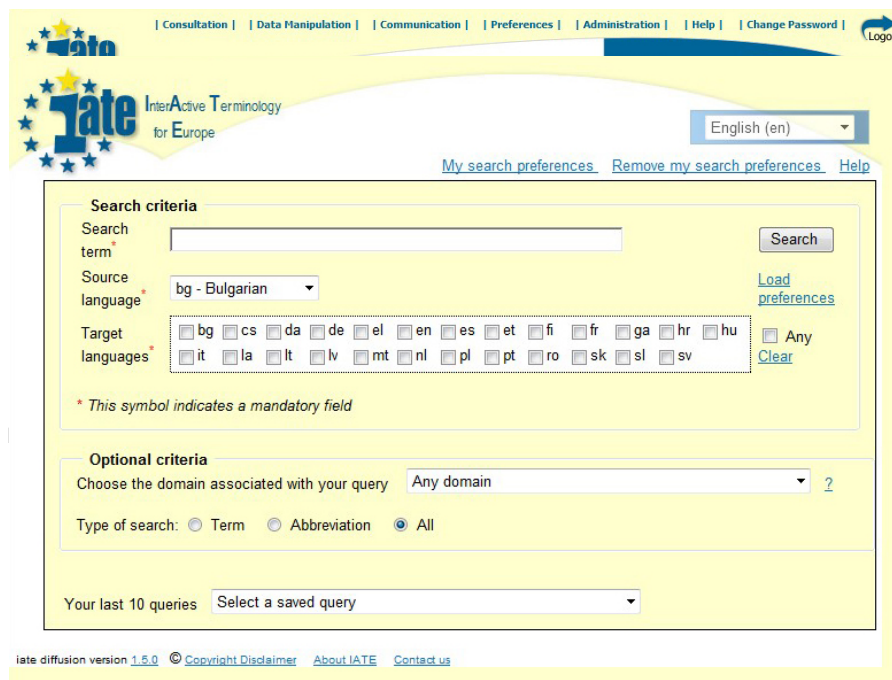 | Consultation | | Data Manipulation | | Communication | | Preferences | | Administration | | Help | | Change Password |
Logo
iate
iate InterActive Terminology
for Europe
English (en)
My search preferences Remove my search preferences Help
Search criteria
Search
term*
Search
Source
language*
bg - Bulgarian
Load
preferences
Target
languages*
bg cs da de el en es et fi fr ga hr hu
it la lt lv mt nl pl pt ro sk sl sv
Any
Clear
* This symbol indicates a mandatory field
Optional criteria
Choose the domain associated with your query Any domain ?
Type of search: Term Abbreviation All
Your last 10 queries Select a saved query
iate diffusion version 1.5.0 © Copyright Disclaimer About IATE Contact us